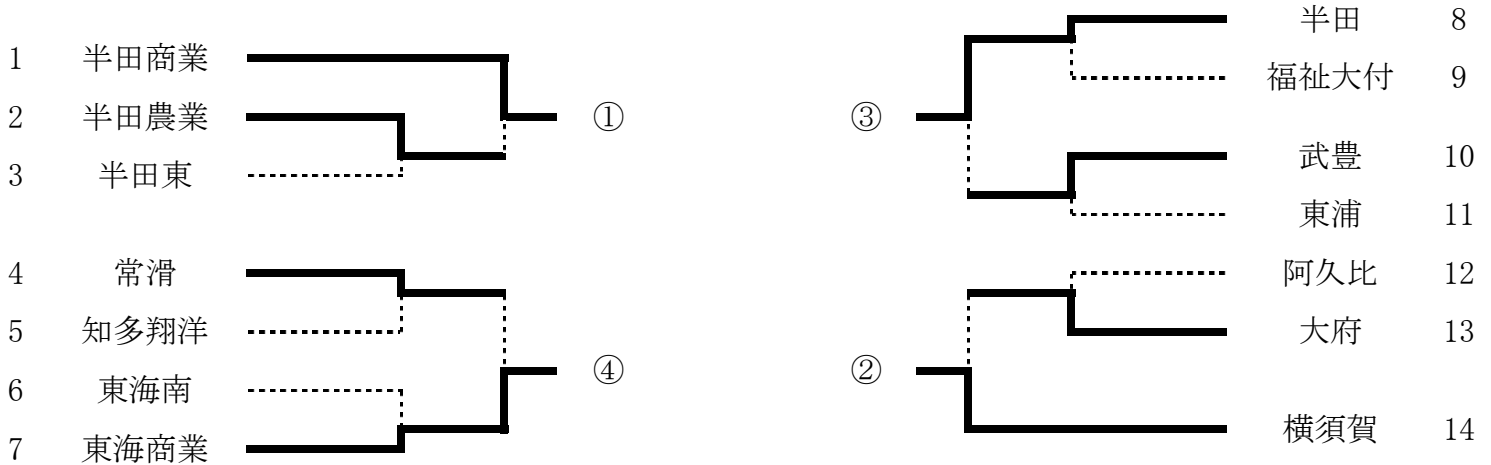 1 半田商業
2 半田農業
3 半田東
①
4 常滑
5 知多翔洋
6 東海南
7 東海商業
④
半田 8
福祉大付 9
③
武豊 10
東浦 11
阿久比 12
大府 13
②
横須賀 14